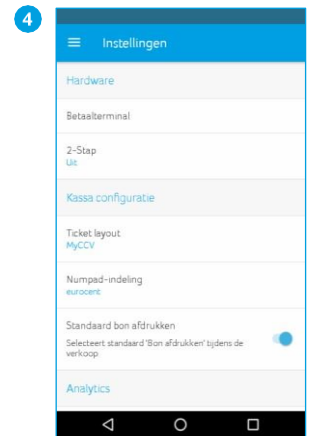 4
Instellingen
Hardware
Betaalterminal
2-Stap
Uit
Kassa configuratie
Ticket layout
MyCCV
Numpad-indeling
eurocent
Standaard bon afdrukken
Selecteert standaard 'Bon afdrukken' tijdens de
verkoop
Analytics